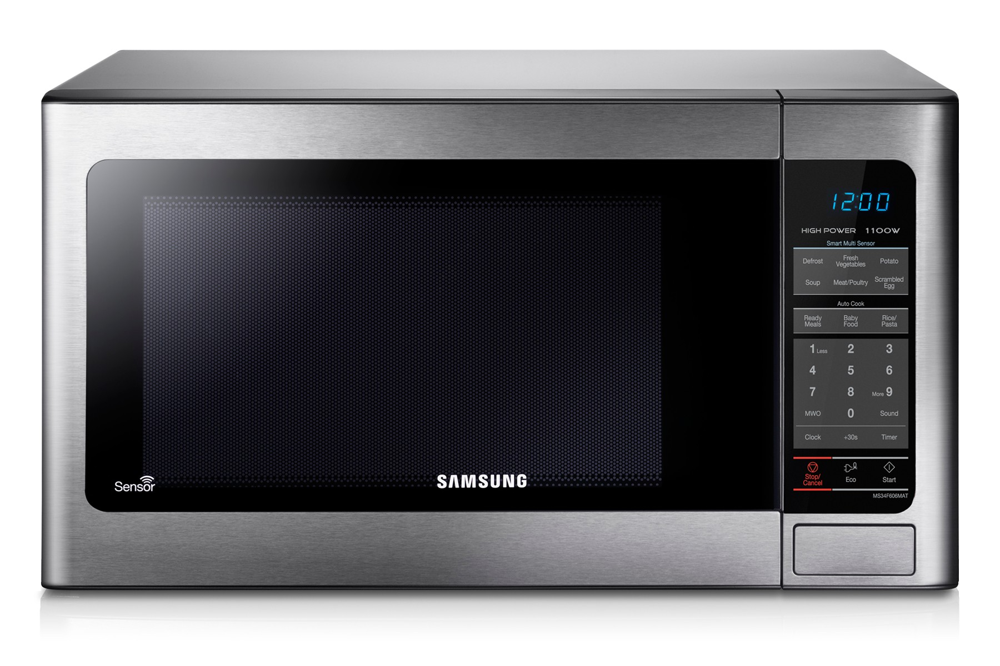 12:00
HIGH POWER 1100W
Smart Multi Sensor
Defrost Fresh Vegetables Potato
Soup Meat/Poultry Scrambled Egg
Auto Cook
Ready Meals Baby Food Rice/ Pasta
1 Less 2 3
4 5 6
7 8 More 9
MWO 0 Sound
Clock +30s Timer
Stop/ Cancel Eco Start
MS34F606MAT
Sensor
SAMSUNG